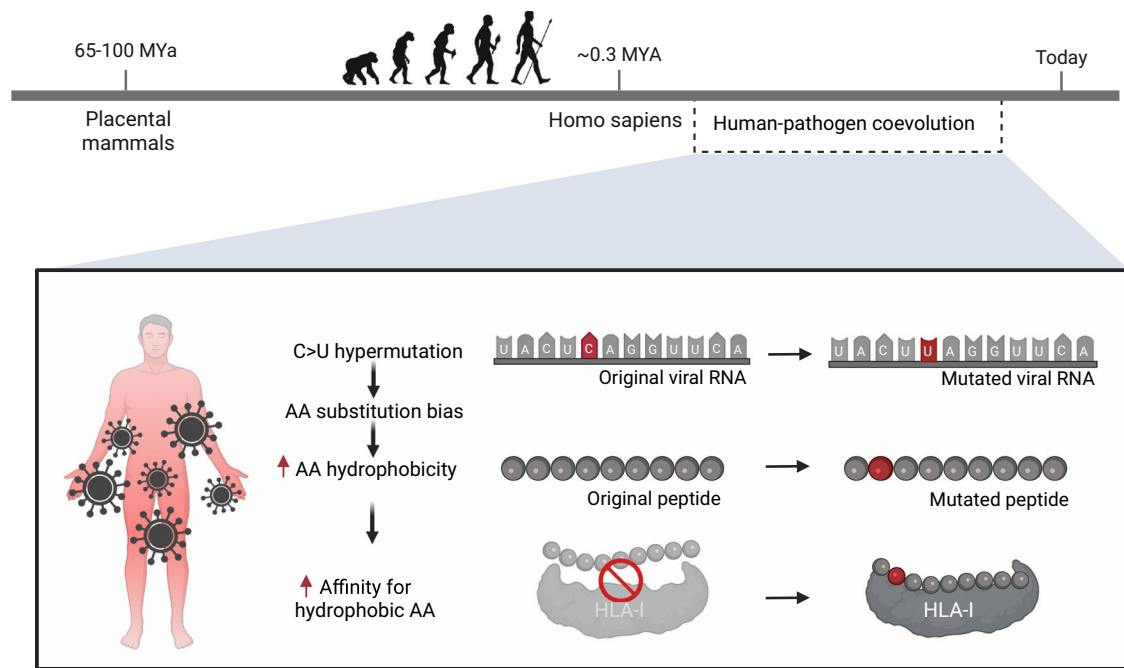 65-100 MYa
~0.3 MYA
Today
Placental
mammals
Homo sapiens
Human-pathogen coevolution
C>U hypermutation
U A C U C A G G U U C A
U A C U U A G G U U C A
Original viral RNA
Mutated viral RNA
AA substitution bias
AA hydrophobicity
Original peptide
Mutated peptide
Affinity for
hydrophobic AA
HLA-I
HLA-I